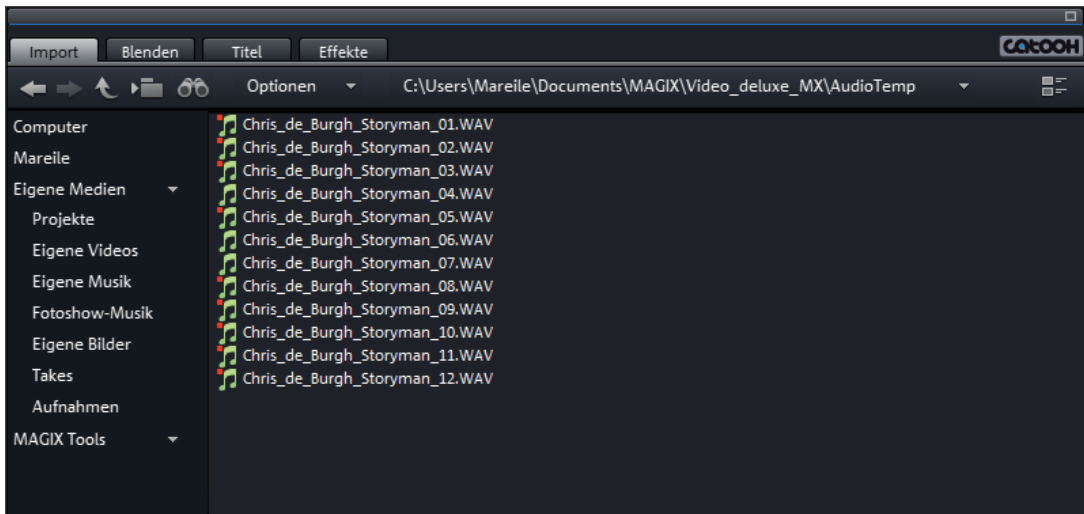 Import Blenden Titel Effekte CATOOH
Optionen C:\Users\Mareile\Documents\MAGIX\Video_deluxe_MX\AudioTemp
Computer
Mareile
Eigene Medien
Projekte
Eigene Videos
Eigene Musik
Fotoshow-Musik
Eigene Bilder
Takes
Aufnahmen
MAGIX Tools
Chris_de_Burgh_Storyman_01.WAV
Chris_de_Burgh_Storyman_02.WAV
Chris_de_Burgh_Storyman_03.WAV
Chris_de_Burgh_Storyman_04.WAV
Chris_de_Burgh_Storyman_05.WAV
Chris_de_Burgh_Storyman_06.WAV
Chris_de_Burgh_Storyman_07.WAV
Chris_de_Burgh_Storyman_08.WAV
Chris_de_Burgh_Storyman_09.WAV
Chris_de_Burgh_Storyman_10.WAV
Chris_de_Burgh_Storyman_11.WAV
Chris_de_Burgh_Storyman_12.WAV